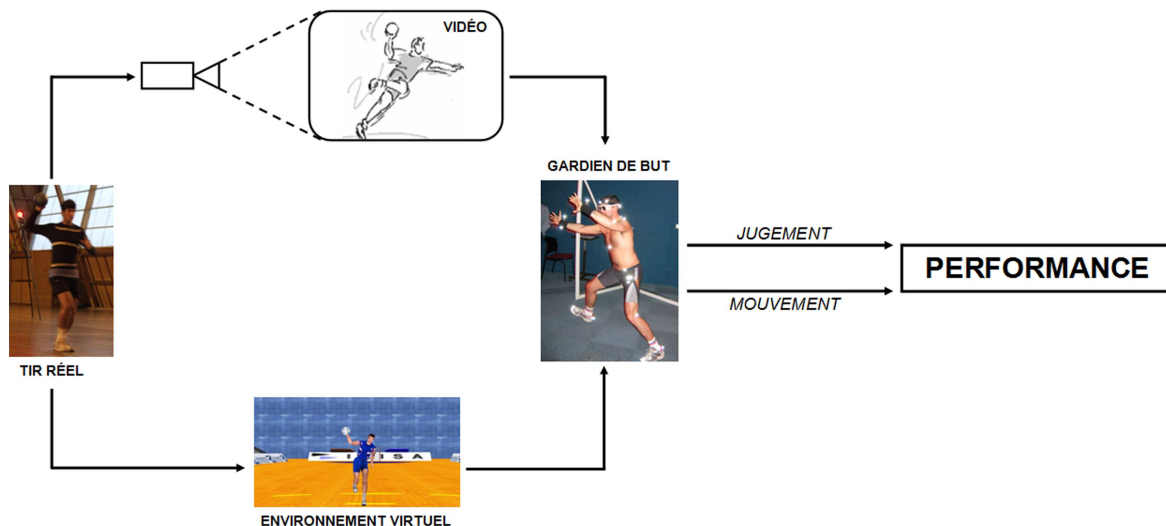 VIDÉO
GARDIEN DE BUT
JUGEMENT
PERFORMANCE
MOUVEMENT
TIR RÉEL
ENVIRONNEMENT VIRTUEL